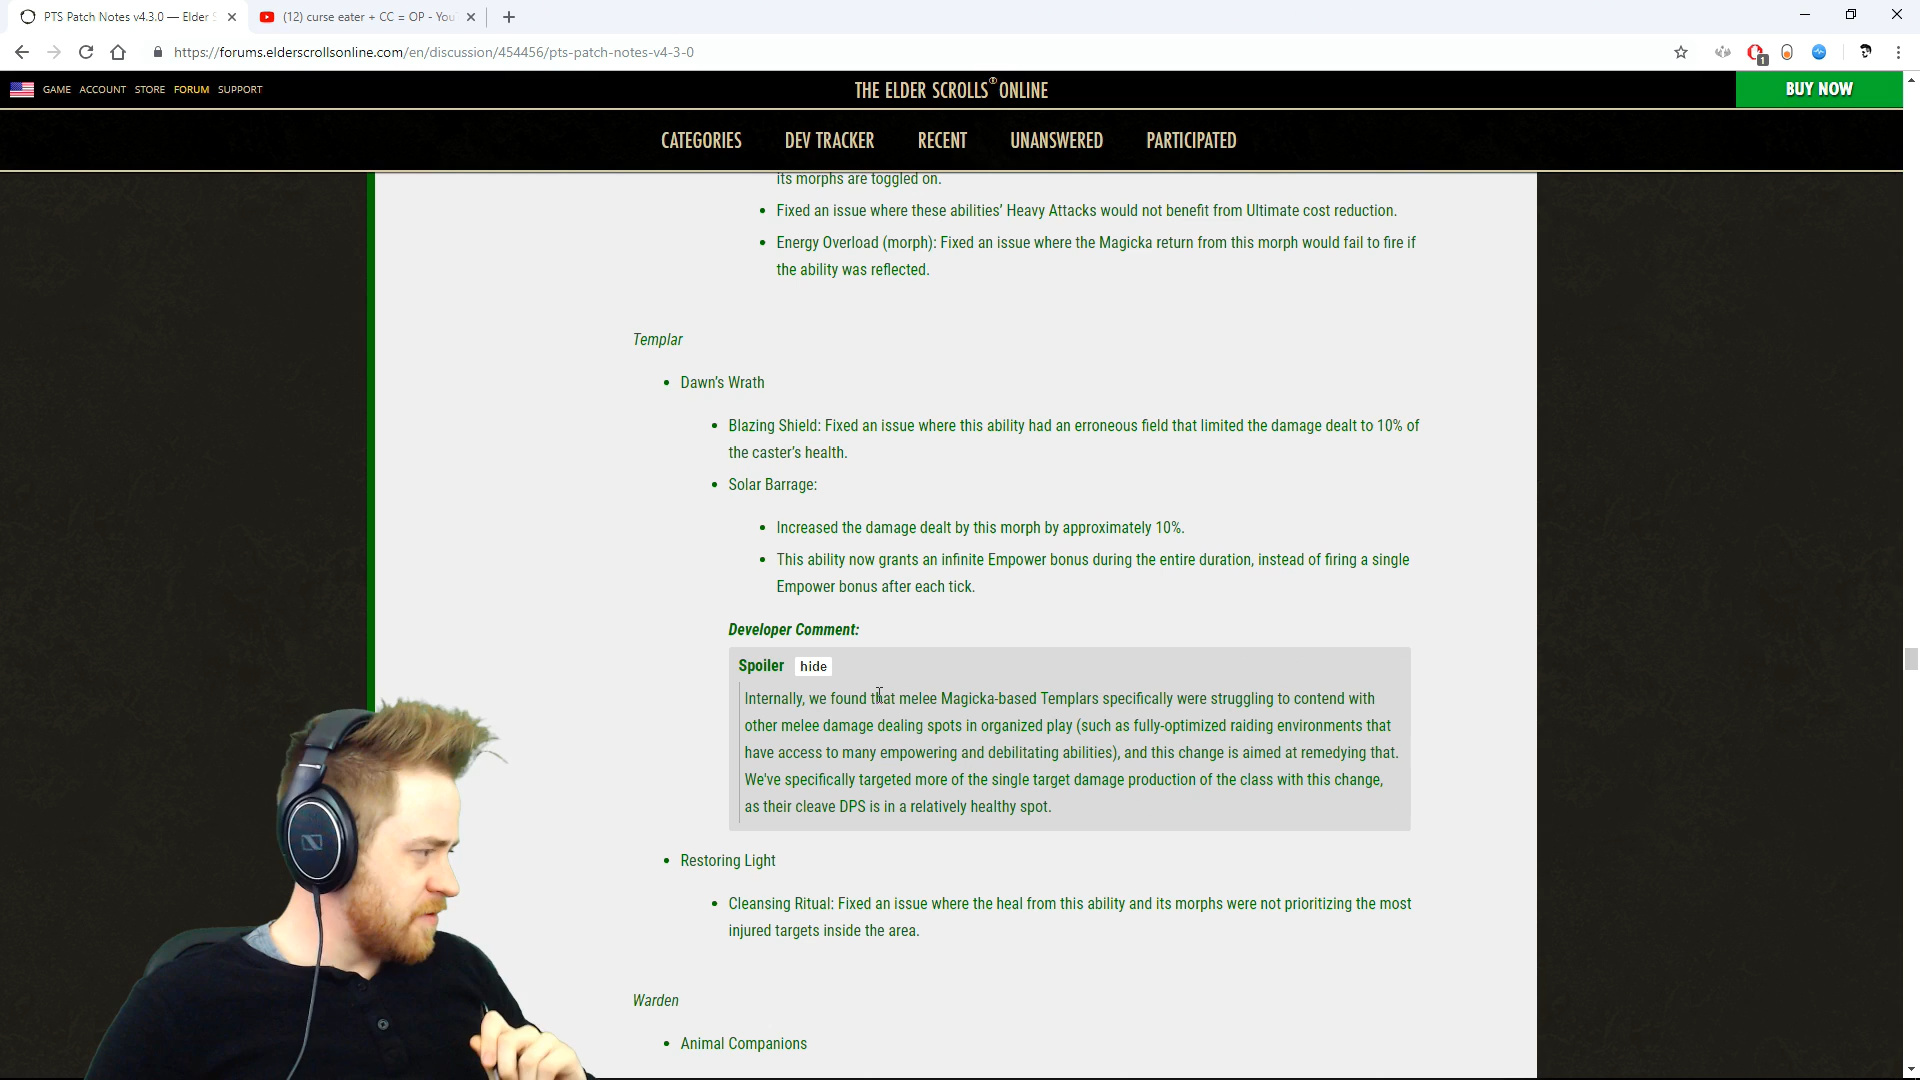 PTS Patch Notes v4.3.0 — Elder
(12) curse eater + CC = OP - You
https://forums.elderscrollsonline.com/en/discussion/454456/pts-patch-notes-v4-3-0
1
GAME ACCOUNT STORE FORUM SUPPORT
THE ELDER SCROLLS ONLINE
BUY NOW
CATEGORIES DEV TRACKER RECENT UNANSWERED PARTICIPATED
its morphs are toggled on.
• Fixed an issue where these abilities’ Heavy Attacks would not benefit from Ultimate cost reduction.
• Energy Overload (morph): Fixed an issue where the Magicka return from this morph would fail to fire if
the ability was reflected.
Templar
• Dawn’s Wrath
• Blazing Shield: Fixed an issue where this ability had an erroneous field that limited the damage dealt to 10% of
the caster’s health.
• Solar Barrage:
• Increased the damage dealt by this morph by approximately 10%.
• This ability now grants an infinite Empower bonus during the entire duration, instead of firing a single
Empower bonus after each tick.
Developer Comment:
Spoiler hide
Internally, we found that melee Magicka-based Templars specifically were struggling to contend with
other melee damage dealing spots in organized play (such as fully-optimized raiding environments that
have access to many empowering and debilitating abilities), and this change is aimed at remedying that.
We've specifically targeted more of the single target damage production of the class with this change,
as their cleave DPS is in a relatively healthy spot.
• Restoring Light
• Cleansing Ritual: Fixed an issue where the heal from this ability and its morphs were not prioritizing the most
injured targets inside the area.
Warden
• Animal Companions